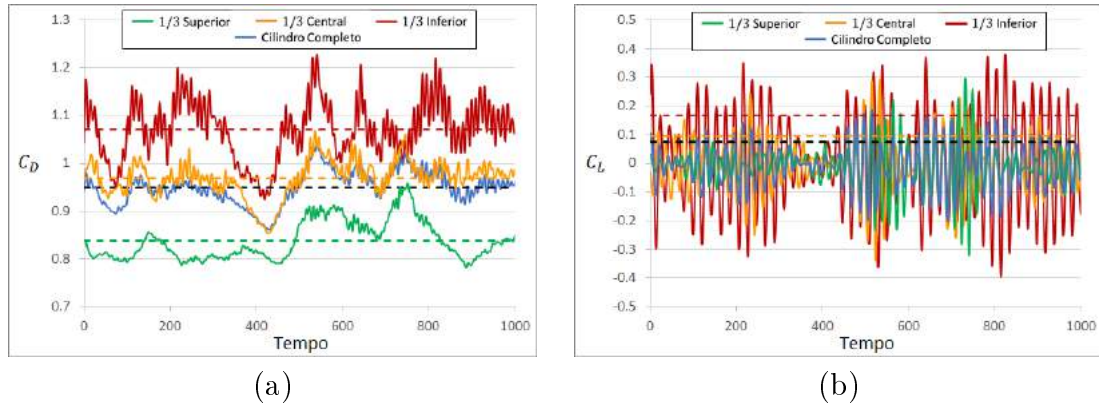 1/3 Superior 1/3 Central 1/3 Inferior
Cilindro Completo
1.3
1.2
1.1
1
0.9
0.8
0.7
C_D
0 200 400 600 800 1000
Tempo
(a)
1/3 Superior 1/3 Central 1/3 Inferior
Cilindro Completo
0.5
0.4
0.3
0.2
0.1
0
-0.1
-0.2
-0.3
-0.4
-0.5
C_L
0 200 400 600 800 1000
Tempo
(b)